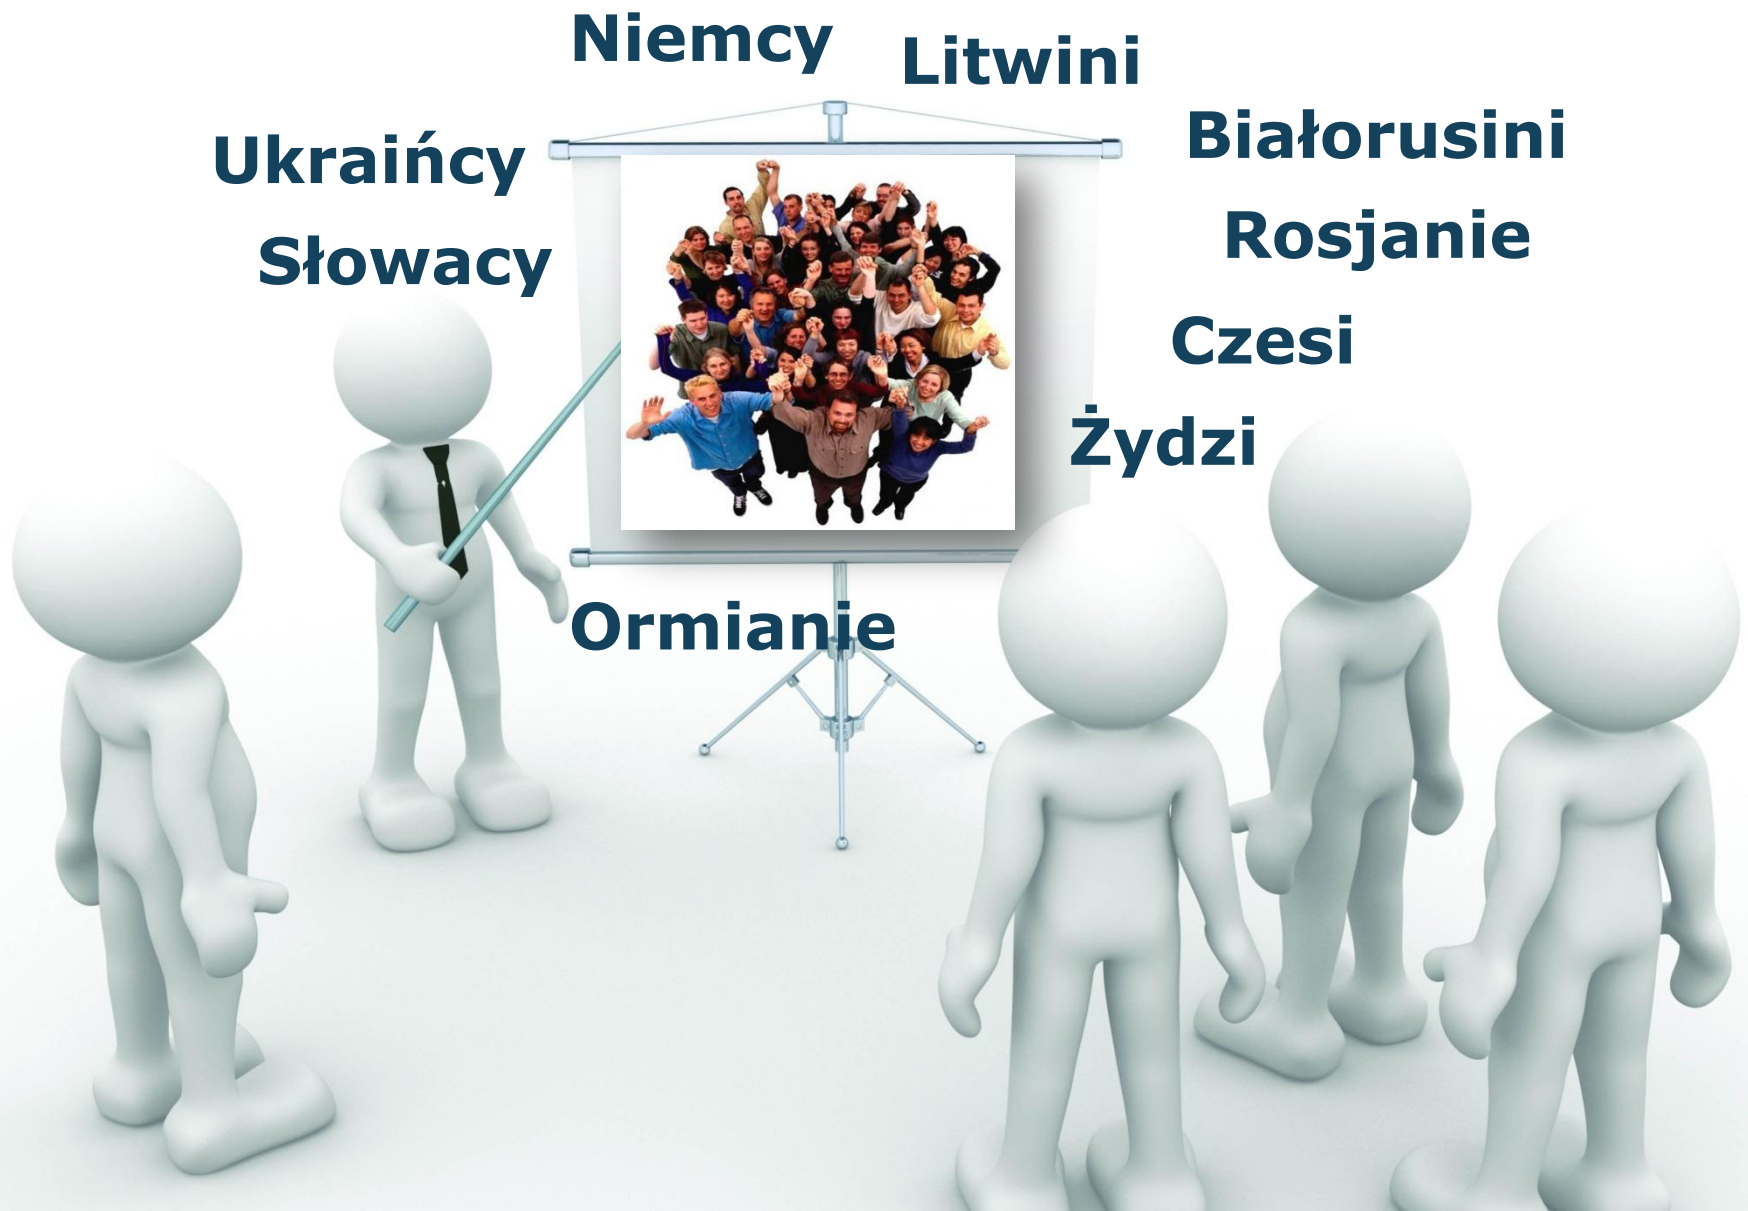 Niemcy
Litwini
Ukraińcy
Białorusini
Słowacy
Rosjanie
Czesi
Żydzi
Ormianie